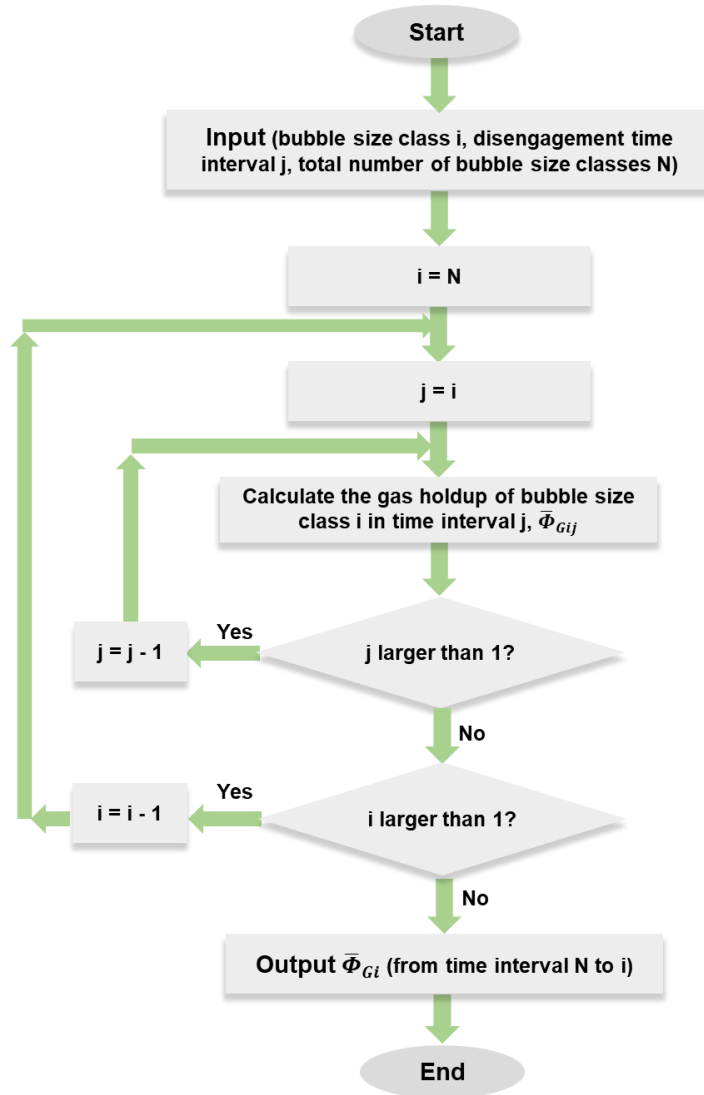 Start
Input (bubble size class i, disengagement time
interval j, total number of bubble size classes N)
i = N
j = i
Calculate the gas holdup of bubble size
class i in time interval j, Φ̅_Gij
j larger than 1?
Yes
j = j - 1
No
i larger than 1?
Yes
i = i - 1
No
Output Φ̅_Gi (from time interval N to i)
End